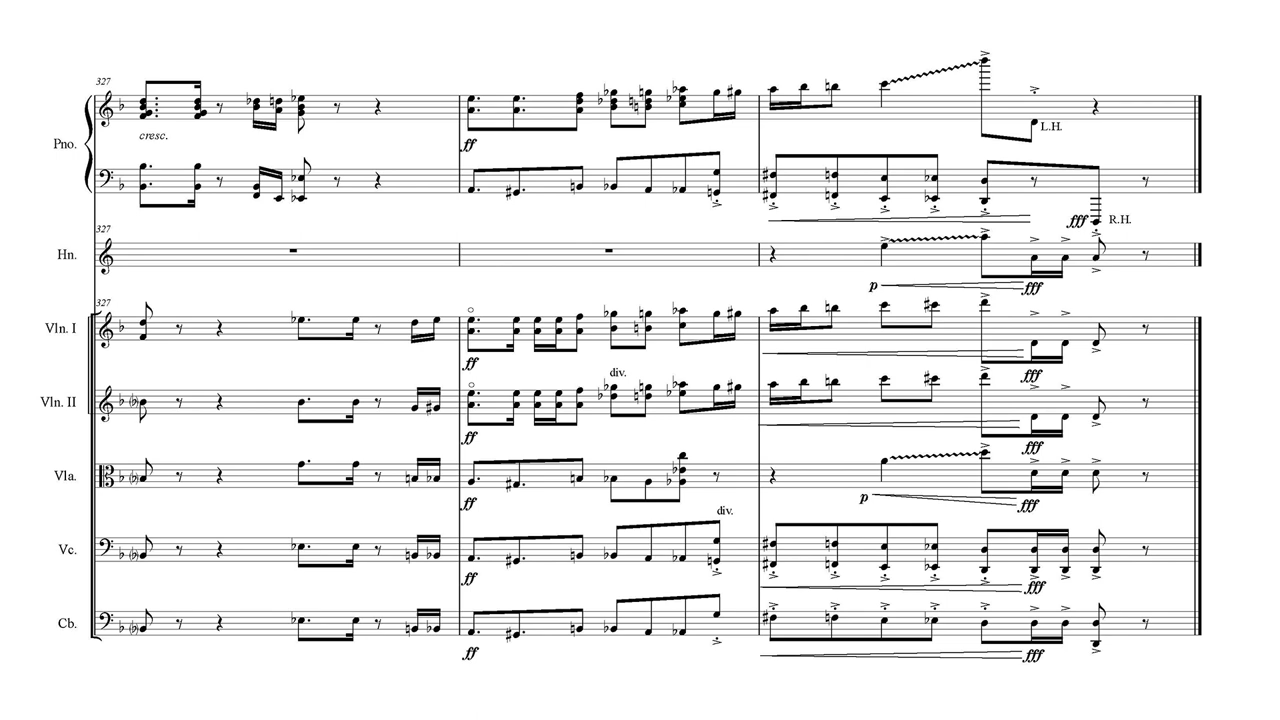 327
cresc.
ff
Pno.
L.H.
fff R.H.
327
Hn.
p fff
327
Vln. I
ff fff
div.
Vln. II
ff fff
Vla.
ff p fff
div.
Vc.
ff fff
Cb.
ff fff